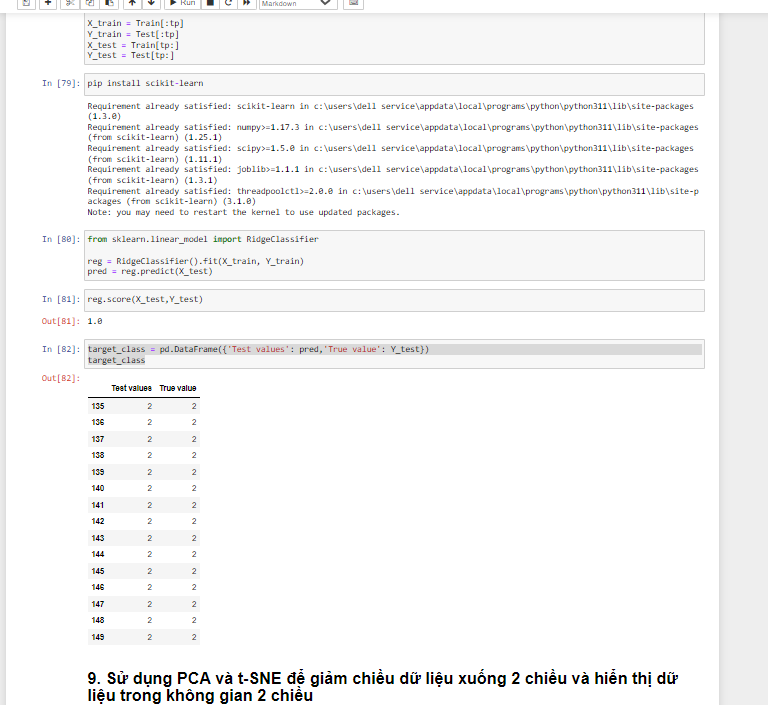 Run
Markdown
X_train = Train[:tp]
Y_train = Test[:tp]
X_test = Train[tp:]
Y_test = Test[tp:]
In [79]: pip install scikit-learn
Requirement already satisfied: scikit-learn in c:\users\dell service\appdata\local\programs\python\python311\lib\site-packages
(1.3.0)
Requirement already satisfied: numpy>=1.17.3 in c:\users\dell service\appdata\local\programs\python\python311\lib\site-packages
(from scikit-learn) (1.25.1)
Requirement already satisfied: scipy>=1.5.0 in c:\users\dell service\appdata\local\programs\python\python311\lib\site-packages
(from scikit-learn) (1.11.1)
Requirement already satisfied: joblib>=1.1.1 in c:\users\dell service\appdata\local\programs\python\python311\lib\site-packages
(from scikit-learn) (1.3.1)
Requirement already satisfied: threadpoolctl>=2.0.0 in c:\users\dell service\appdata\local\programs\python\python311\lib\site-p
ackages (from scikit-learn) (3.1.0)
Note: you may need to restart the kernel to use updated packages.
In [80]: from sklearn.linear_model import RidgeClassifier
reg = RidgeClassifier().fit(X_train, Y_train)
pred = reg.predict(X_test)
In [81]: reg.score(X_test,Y_test)
Out[81]: 1.0
In [82]: target_class = pd.DataFrame({'Test values': pred,'True value': Y_test})
target_class
Out[82]:
Test values True value
135 2 2
136 2 2
137 2 2
138 2 2
139 2 2
140 2 2
141 2 2
142 2 2
143 2 2
144 2 2
145 2 2
146 2 2
147 2 2
148 2 2
149 2 2
9. Sử dụng PCA và t-SNE để giảm chiều dữ liệu xuống 2 chiều và hiển thị dữ
liệu trong không gian 2 chiều